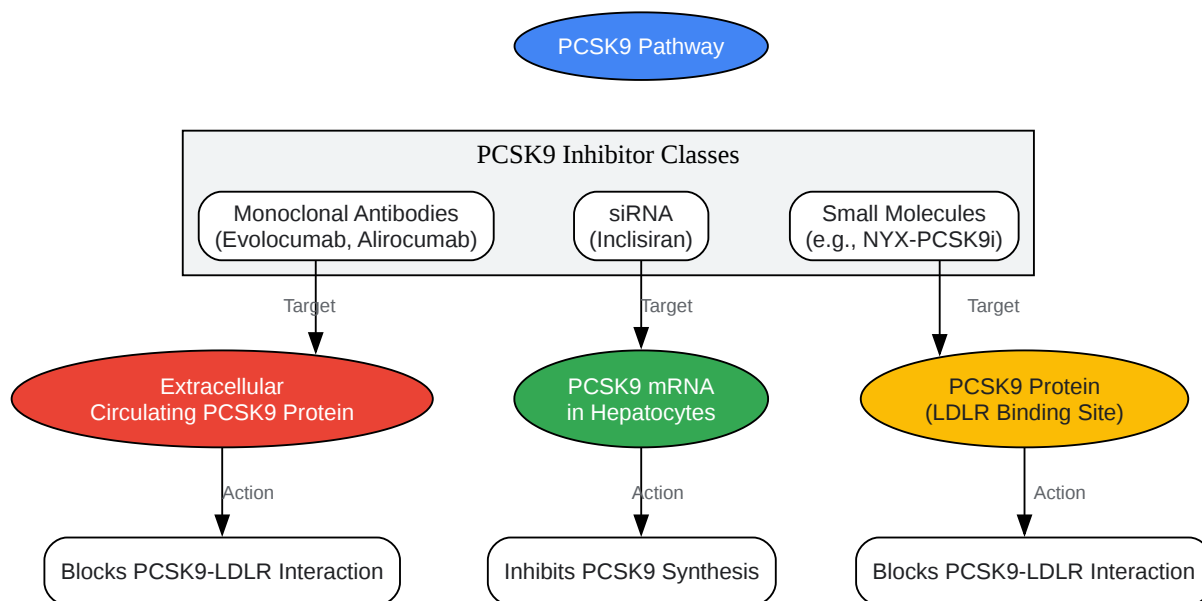 PCSK9 Pathway
PCSK9 Inhibitor Classes
Monoclonal Antibodies
(Evolocumab, Alirocumab)
siRNA
(Inclisiran)
Small Molecules
(e.g., NYX-PCSK9i)
Target
Target
Target
Extracellular
Circulating PCSK9 Protein
PCSK9 mRNA
in Hepatocytes
PCSK9 Protein
(LDLR Binding Site)
Action
Action
Action
Blocks PCSK9-LDLR Interaction
Inhibits PCSK9 Synthesis
Blocks PCSK9-LDLR Interaction